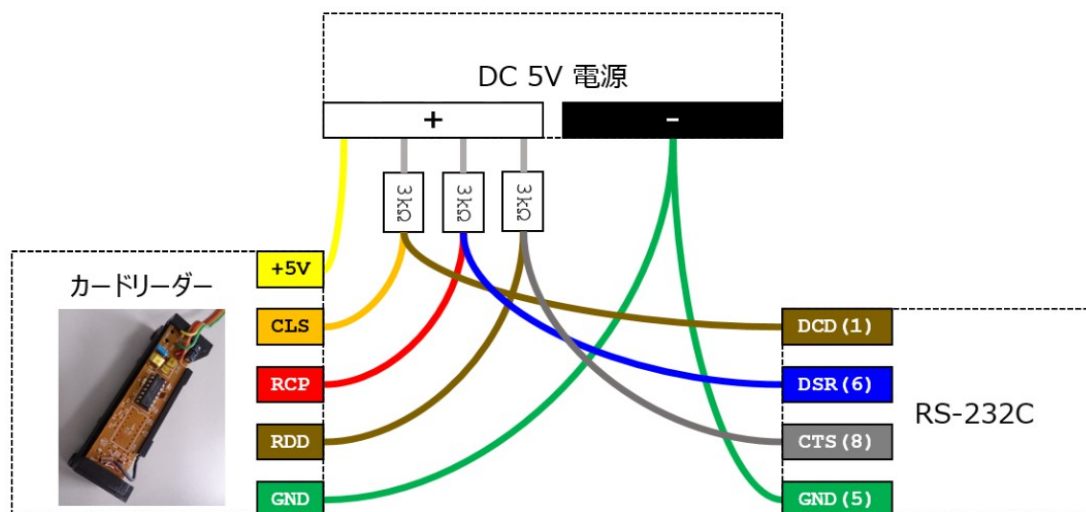 DC 5V 電源
+
-
3kΩ
3kΩ
3kΩ
カードリーダー
+5V
CLS
RCP
RDD
GND
DCD(1)
DSR(6)
CTS(8)
GND(5)
RS-232C